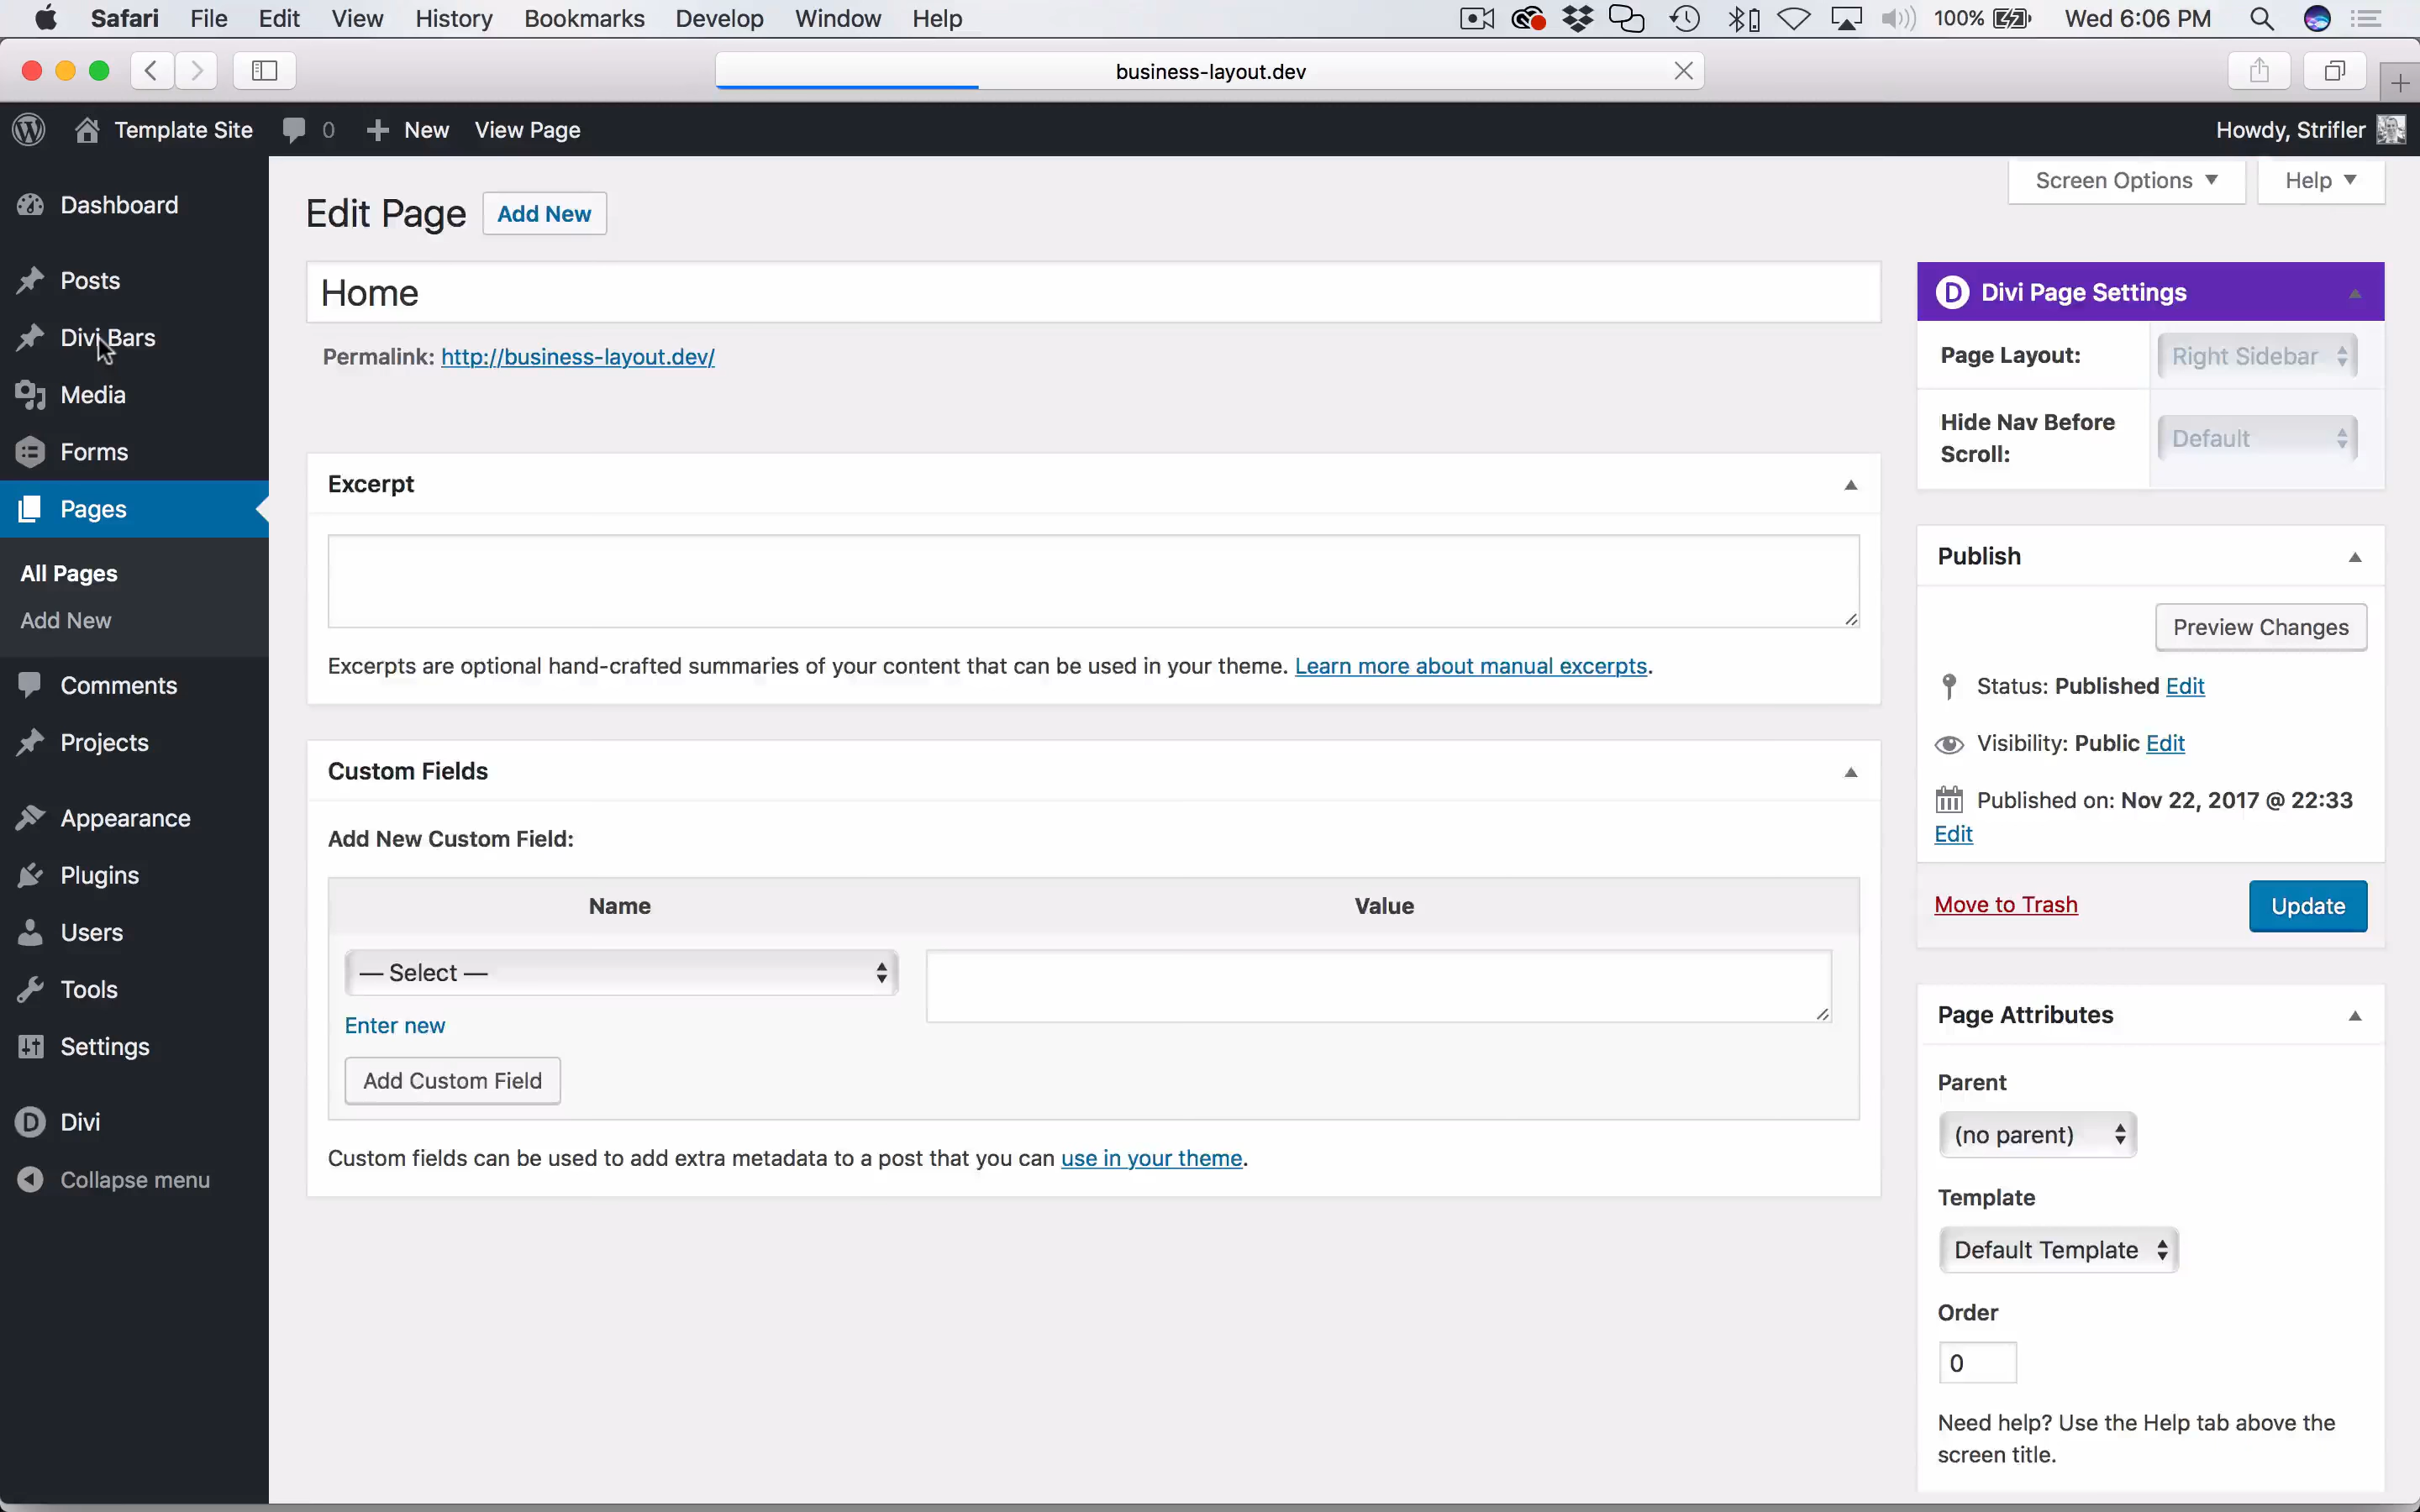 Safari File Edit View History Bookmarks Develop Window Help 100% Wed 6:06 PM
business-layout.dev
Template Site 0 New View Page Howdy, Strifler
Screen Options Help
Dashboard
Posts
Divi Bars
Media
Forms
Pages
All Pages
Add New
Comments
Projects
Appearance
Plugins
Users
Tools
Settings
Divi
Collapse menu
Edit Page Add New
Home
Permalink: http://business-layout.dev/
Excerpt
Excerpts are optional hand-crafted summaries of your content that can be used in your theme. Learn more about manual excerpts.
Custom Fields
Add New Custom Field:
Name Value
— Select —
Enter new
Add Custom Field
Custom fields can be used to add extra metadata to a post that you can use in your theme.
D Divi Page Settings
Page Layout: Right Sidebar
Hide Nav Before
Scroll:
Default
Publish
Preview Changes
Status: Published Edit
Visibility: Public Edit
Published on: Nov 22, 2017 @ 22:33
Edit
Move to Trash Update
Page Attributes
Parent
(no parent)
Template
Default Template
Order
0
Need help? Use the Help tab above the
screen title.